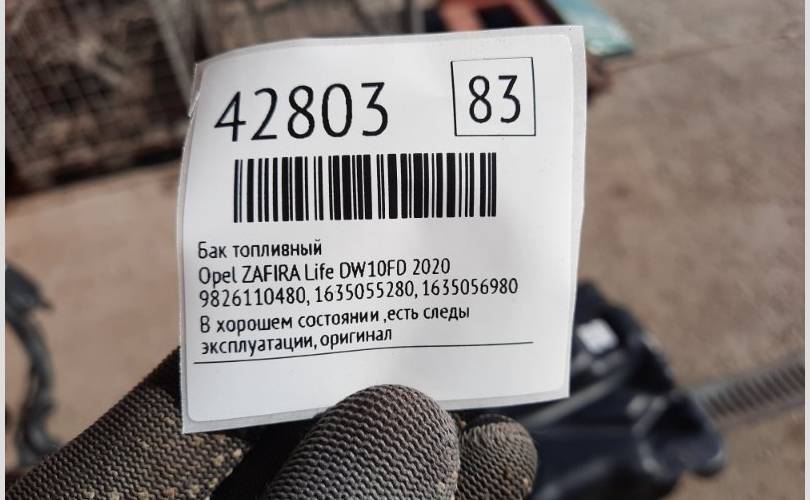 42803
83
Бак топливный
Opel ZAFIRA Life DW10FD 2020
9826110480, 1635055280, 1635056980
В хорошем состоянии ,есть следы
эксплуатации, оригинал